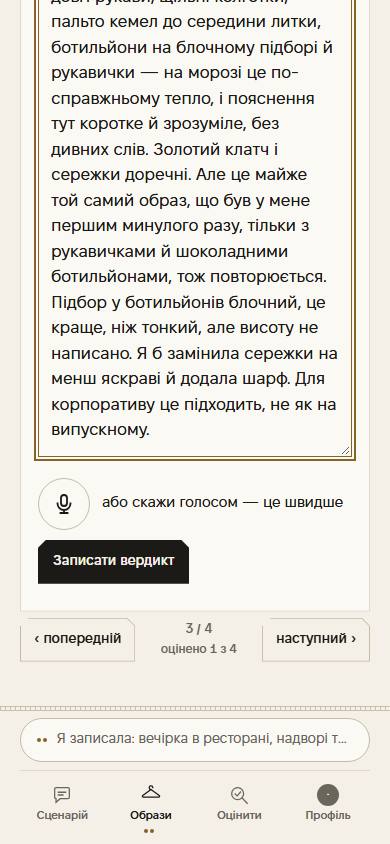 пальто кемел до середини литки,
ботильйони на блочному підборі й
рукавички — на морозі це по-
справжньому тепло, і пояснення
тут коротке й зрозуміле, без
дивних слів. Золотий клатч і
сережки доречні. Але це майже
той самий образ, що був у мене
першим минулого разу, тільки з
рукавичками й шоколадними
ботильйонами, тож повторюється.
Підбор у ботильйонів блочний, це
краще, ніж тонкий, але висоту не
написано. Я б замінила сережки на
менш яскраві й додала шарф. Для
корпоративу це підходить, не як на
випускному.
або скажи голосом — це швидше
Записати вердикт
‹ попередній
3 / 4
оцінено 1 з 4
наступний ›
Я записала: вечірка в ресторані, надворі т...
Сценарій
Образи
Оцінити
Профіль